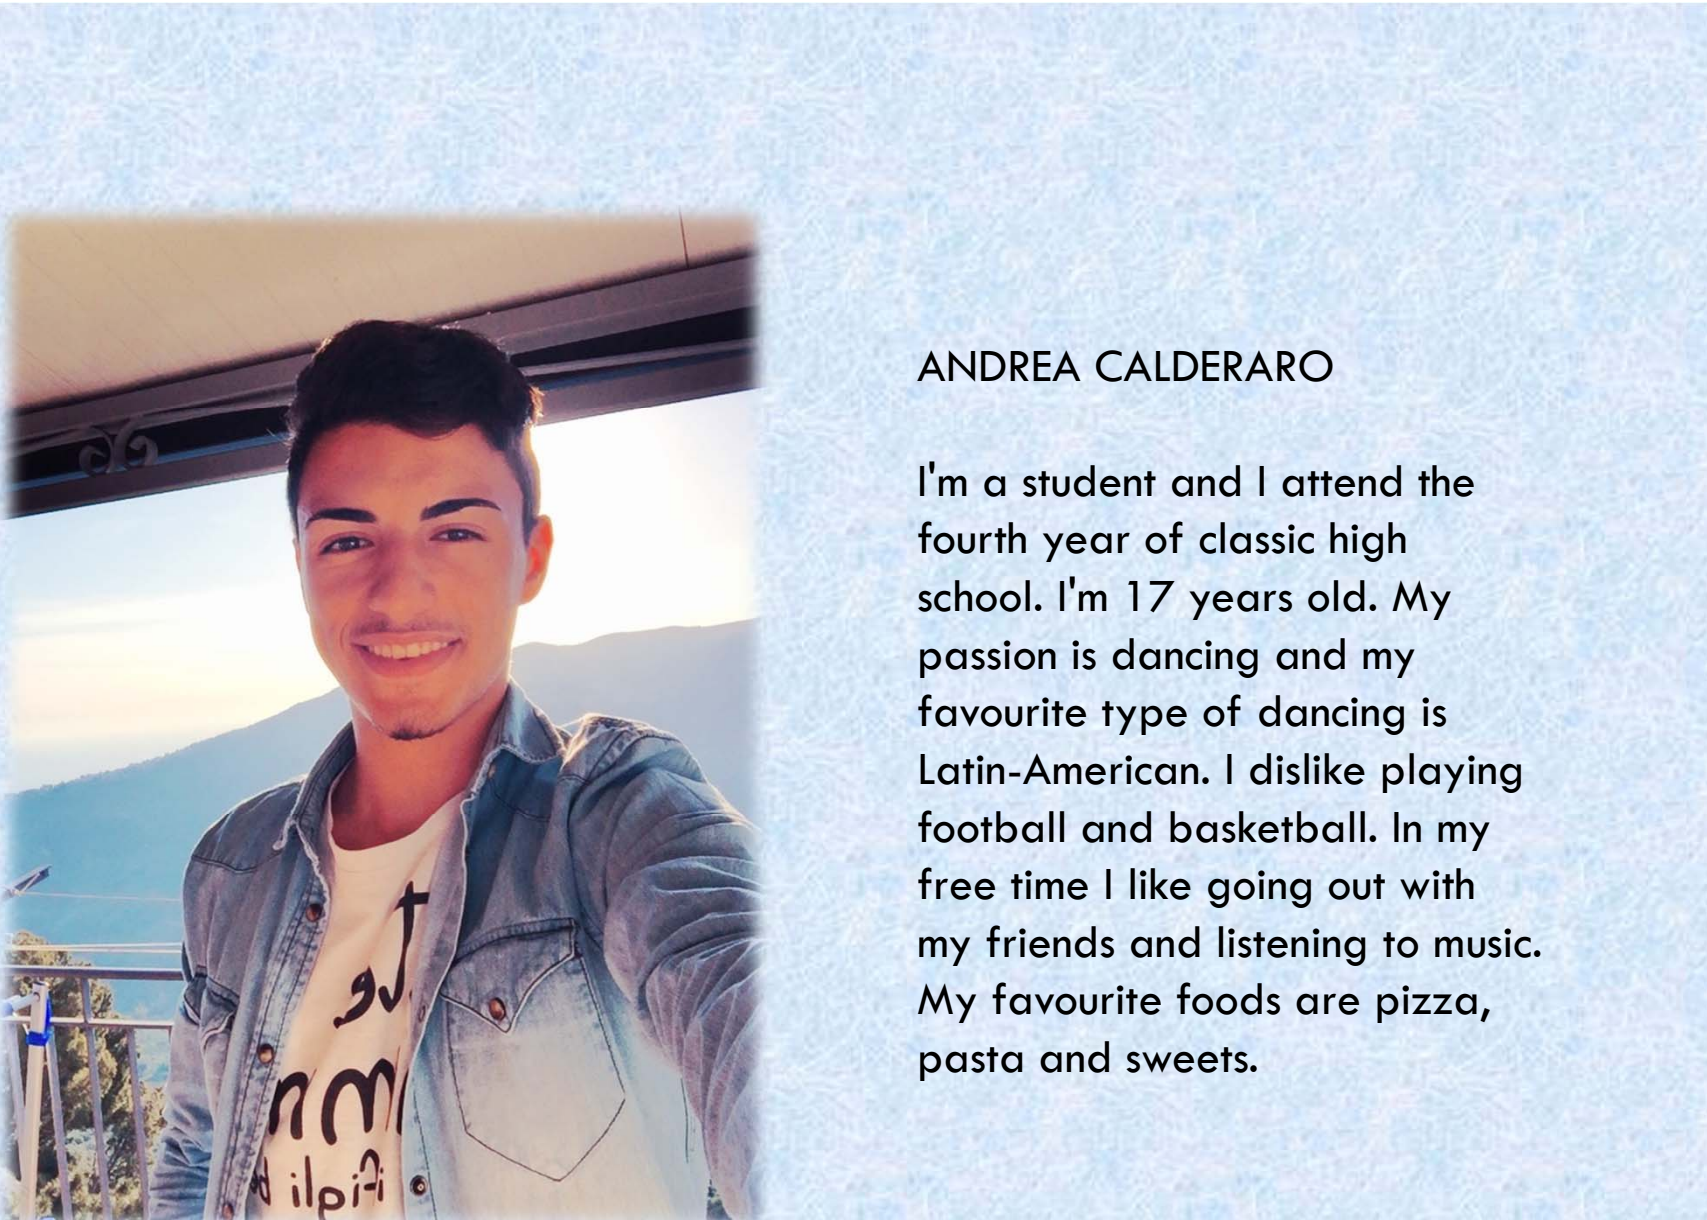 ANDREA CALDERARO
I'm a student and I attend the
fourth year of classic high
school. I'm 17 years old. My
passion is dancing and my
favourite type of dancing is
Latin-American. I dislike playing
football and basketball. In my
free time I like going out with
my friends and listening to music.
My favourite foods are pizza,
pasta and sweets.